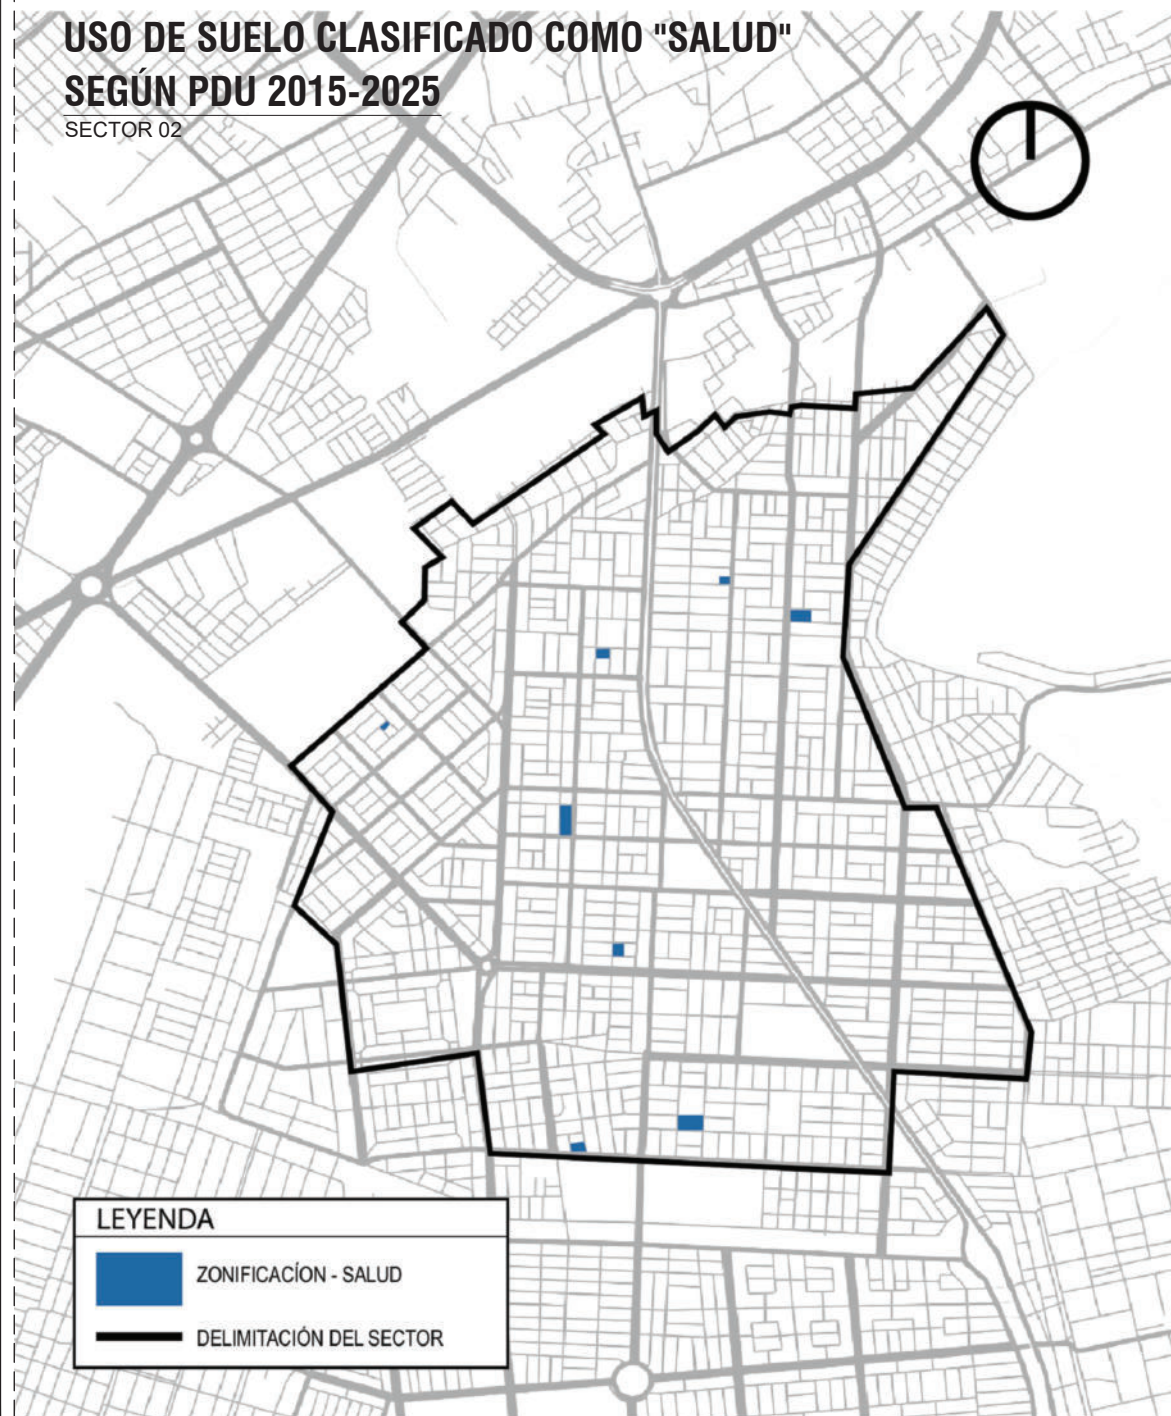 USO DE SUELO CLASIFICADO COMO "SALUD"
SEGÚN PDU 2015-2025
SECTOR 02
LEYENDA
ZONIFICACÍON - SALUD
DELIMITACIÓN DEL SECTOR